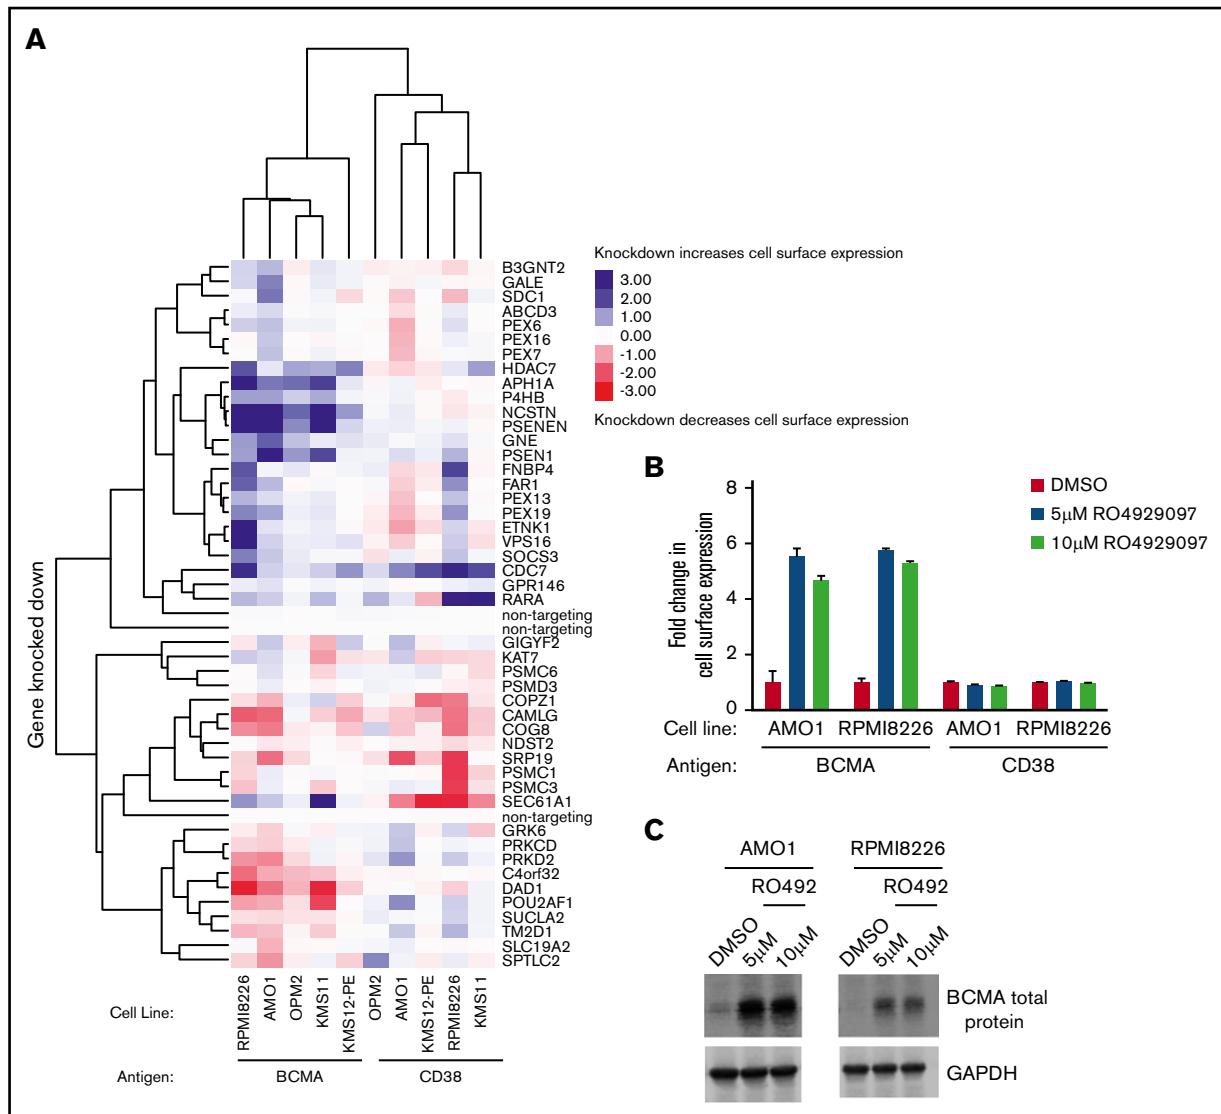 A
Knockdown increases cell surface expression
3.00
2.00
1.00
0.00
-1.00
-2.00
-3.00
Knockdown decreases cell surface expression
Gene knocked down
B3GNT2
GALE
SDC1
ABCD3
PEX6
PEX16
PEX7
HDAC7
APH1A
P4HB
NCSTN
PSENEN
GNE
PSEN1
FNBP4
FAR1
PEX13
PEX19
ETNK1
VPS16
SOCS3
CDC7
GPR146
RARA
non-targeting
non-targeting
GIGYF2
KAT7
PSMC6
PSMD3
COPZ1
CAMLG
COG8
NDST2
SRP19
PSMC1
PSMC3
SEC61A1
non-targeting
GRK6
PRKCD
PRKD2
C4orf32
DAD1
POU2AF1
SUCLA2
TM2D1
SLC19A2
SPTLC2
Cell Line:
RPMI8226
AMO1
OPM2
KMS11
KMS12-PE
OPM2
AMO1
KMS12-PE
RPMI8226
KMS11
Antigen:
BCMA
CD38
B
Fold change in
cell surface expression
8
6
4
2
0
DMSO
5μM RO4929097
10μM RO4929097
Cell line:
AMO1
RPMI8226
AMO1
RPMI8226
Antigen:
BCMA
CD38
C
AMO1
RPMI8226
RO492
RO492
DMSO
5μM
10μM
DMSO
5μM
10μM
BCMA total
protein
GAPDH